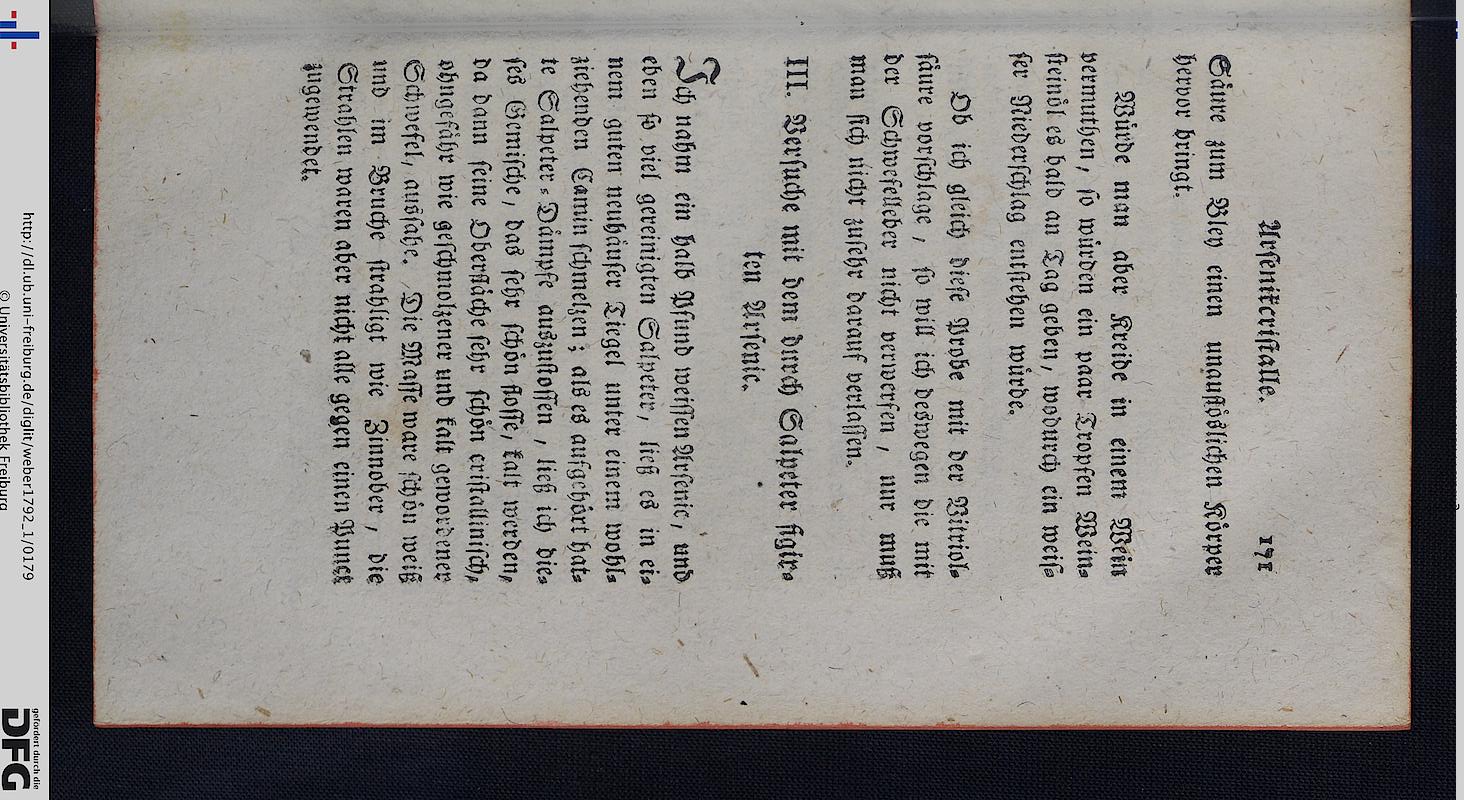 Arſenikcriſtalle. 171
Säure zum Bley einen unauflöslichen Körper
hervor bringt.
Würde man aber Kreide in einem Wein
vermuthen, ſo würden ein paar Tropfen Wein⸗
ſteinöl es bald an Tag geben, wodurch ein weiſ⸗
ſer Niederſchlag entſtehen würde.
Ob ich gleich dieſe Probe mit der Vitriol⸗
ſäure vorſchlage, ſo will ich deswegen die mit
der Schwefelleber nicht verwerfen, nur muß
man ſich nicht zuſehr darauf verlaſſen.
III. Verſuche mit dem durch Salpeter figir⸗
ten Arſenic.
Ich nahm ein halb Pfund weiſſen Arſenic, und
eben ſo viel gereinigten Salpeter, ließ es in ei⸗
nem guten neuhäuſer Tiegel unter einem wohl⸗
ziehenden Camin ſchmelzen; als es aufgehört hat⸗
te Salpeter⸗Dämpfe auszuſtoſſen, ließ ich die⸗
ſes Gemiſche, das ſehr ſchön floſſe, kalt werden,
da dann ſeine Oberfläche ſehr ſchön criſtalliniſch,
ohngefähr wie geſchmolzener und kalt gewordener
Schwefel, ausſahe. Die Maſſe ware ſchön weiß
und im Bruche ſtrahligt wie Zinnober, die
Strahlen waren aber nicht alle gegen einen Punct
zugewendet.
http://dl.ub.uni-freiburg.de/diglit/weber1792_1/0179
© Universitätsbibliothek Freiburg
gefördert durch die
DFG